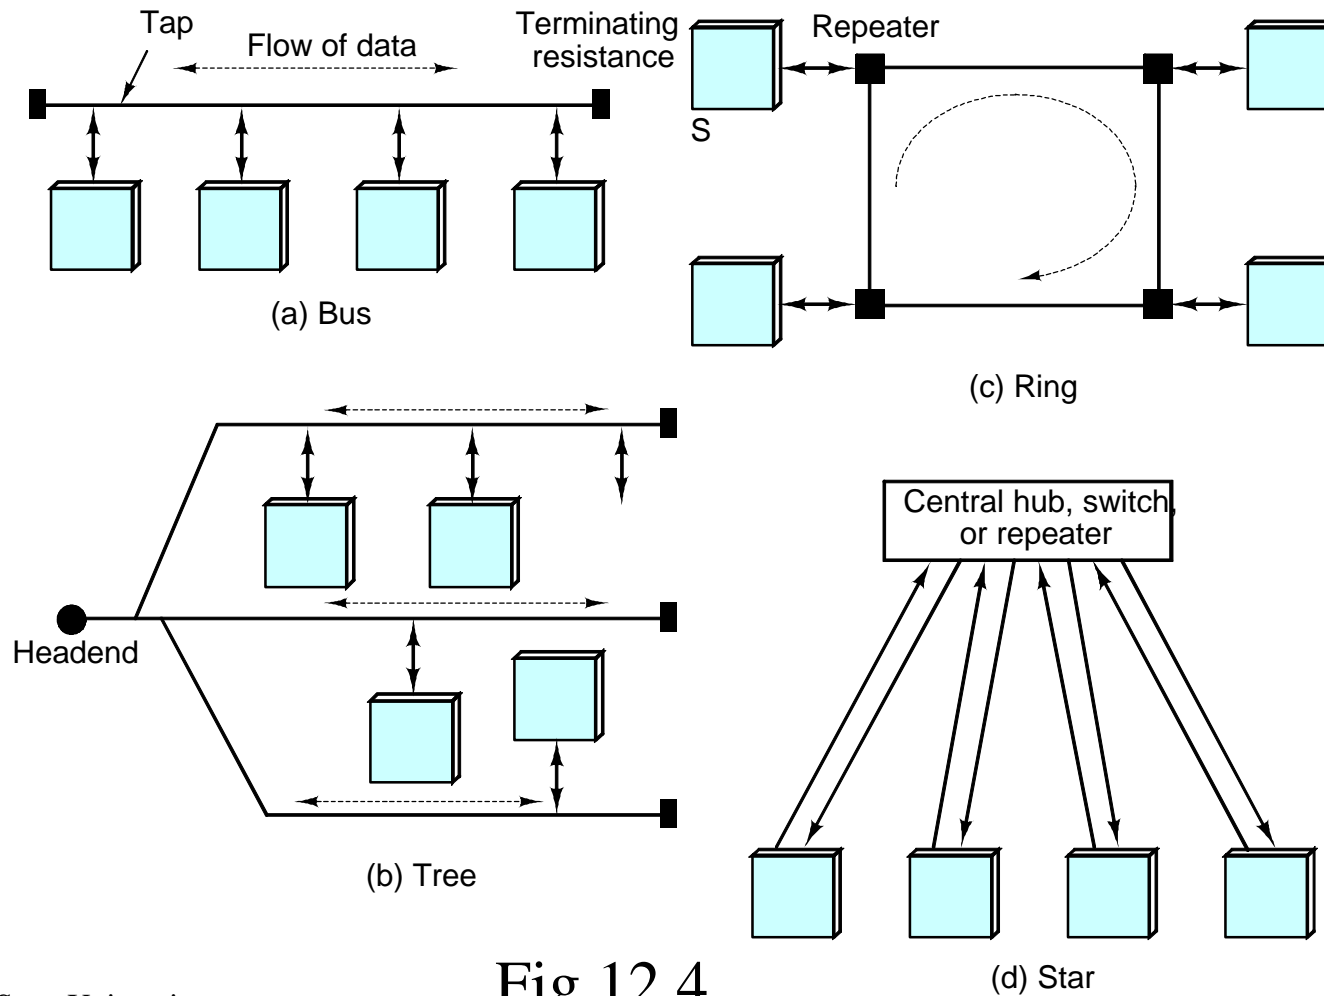 Tap
Flow of data
Terminating
resistance
(a) Bus
Repeater
S
(c) Ring
Headend
(b) Tree
Central hub, switch,
or repeater
(d) Star
Fig 12.4